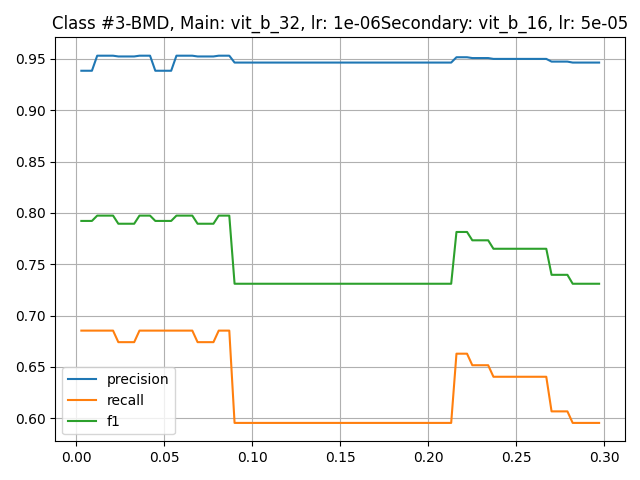 Class #3-BMD, Main: vit_b_32, lr: 1e-06Secondary: vit_b_16, lr: 5e-05
0.95
0.90
0.85
0.80
0.75
0.70
0.65
0.60
precision
recall
f1
0.00 0.05 0.10 0.15 0.20 0.25 0.30